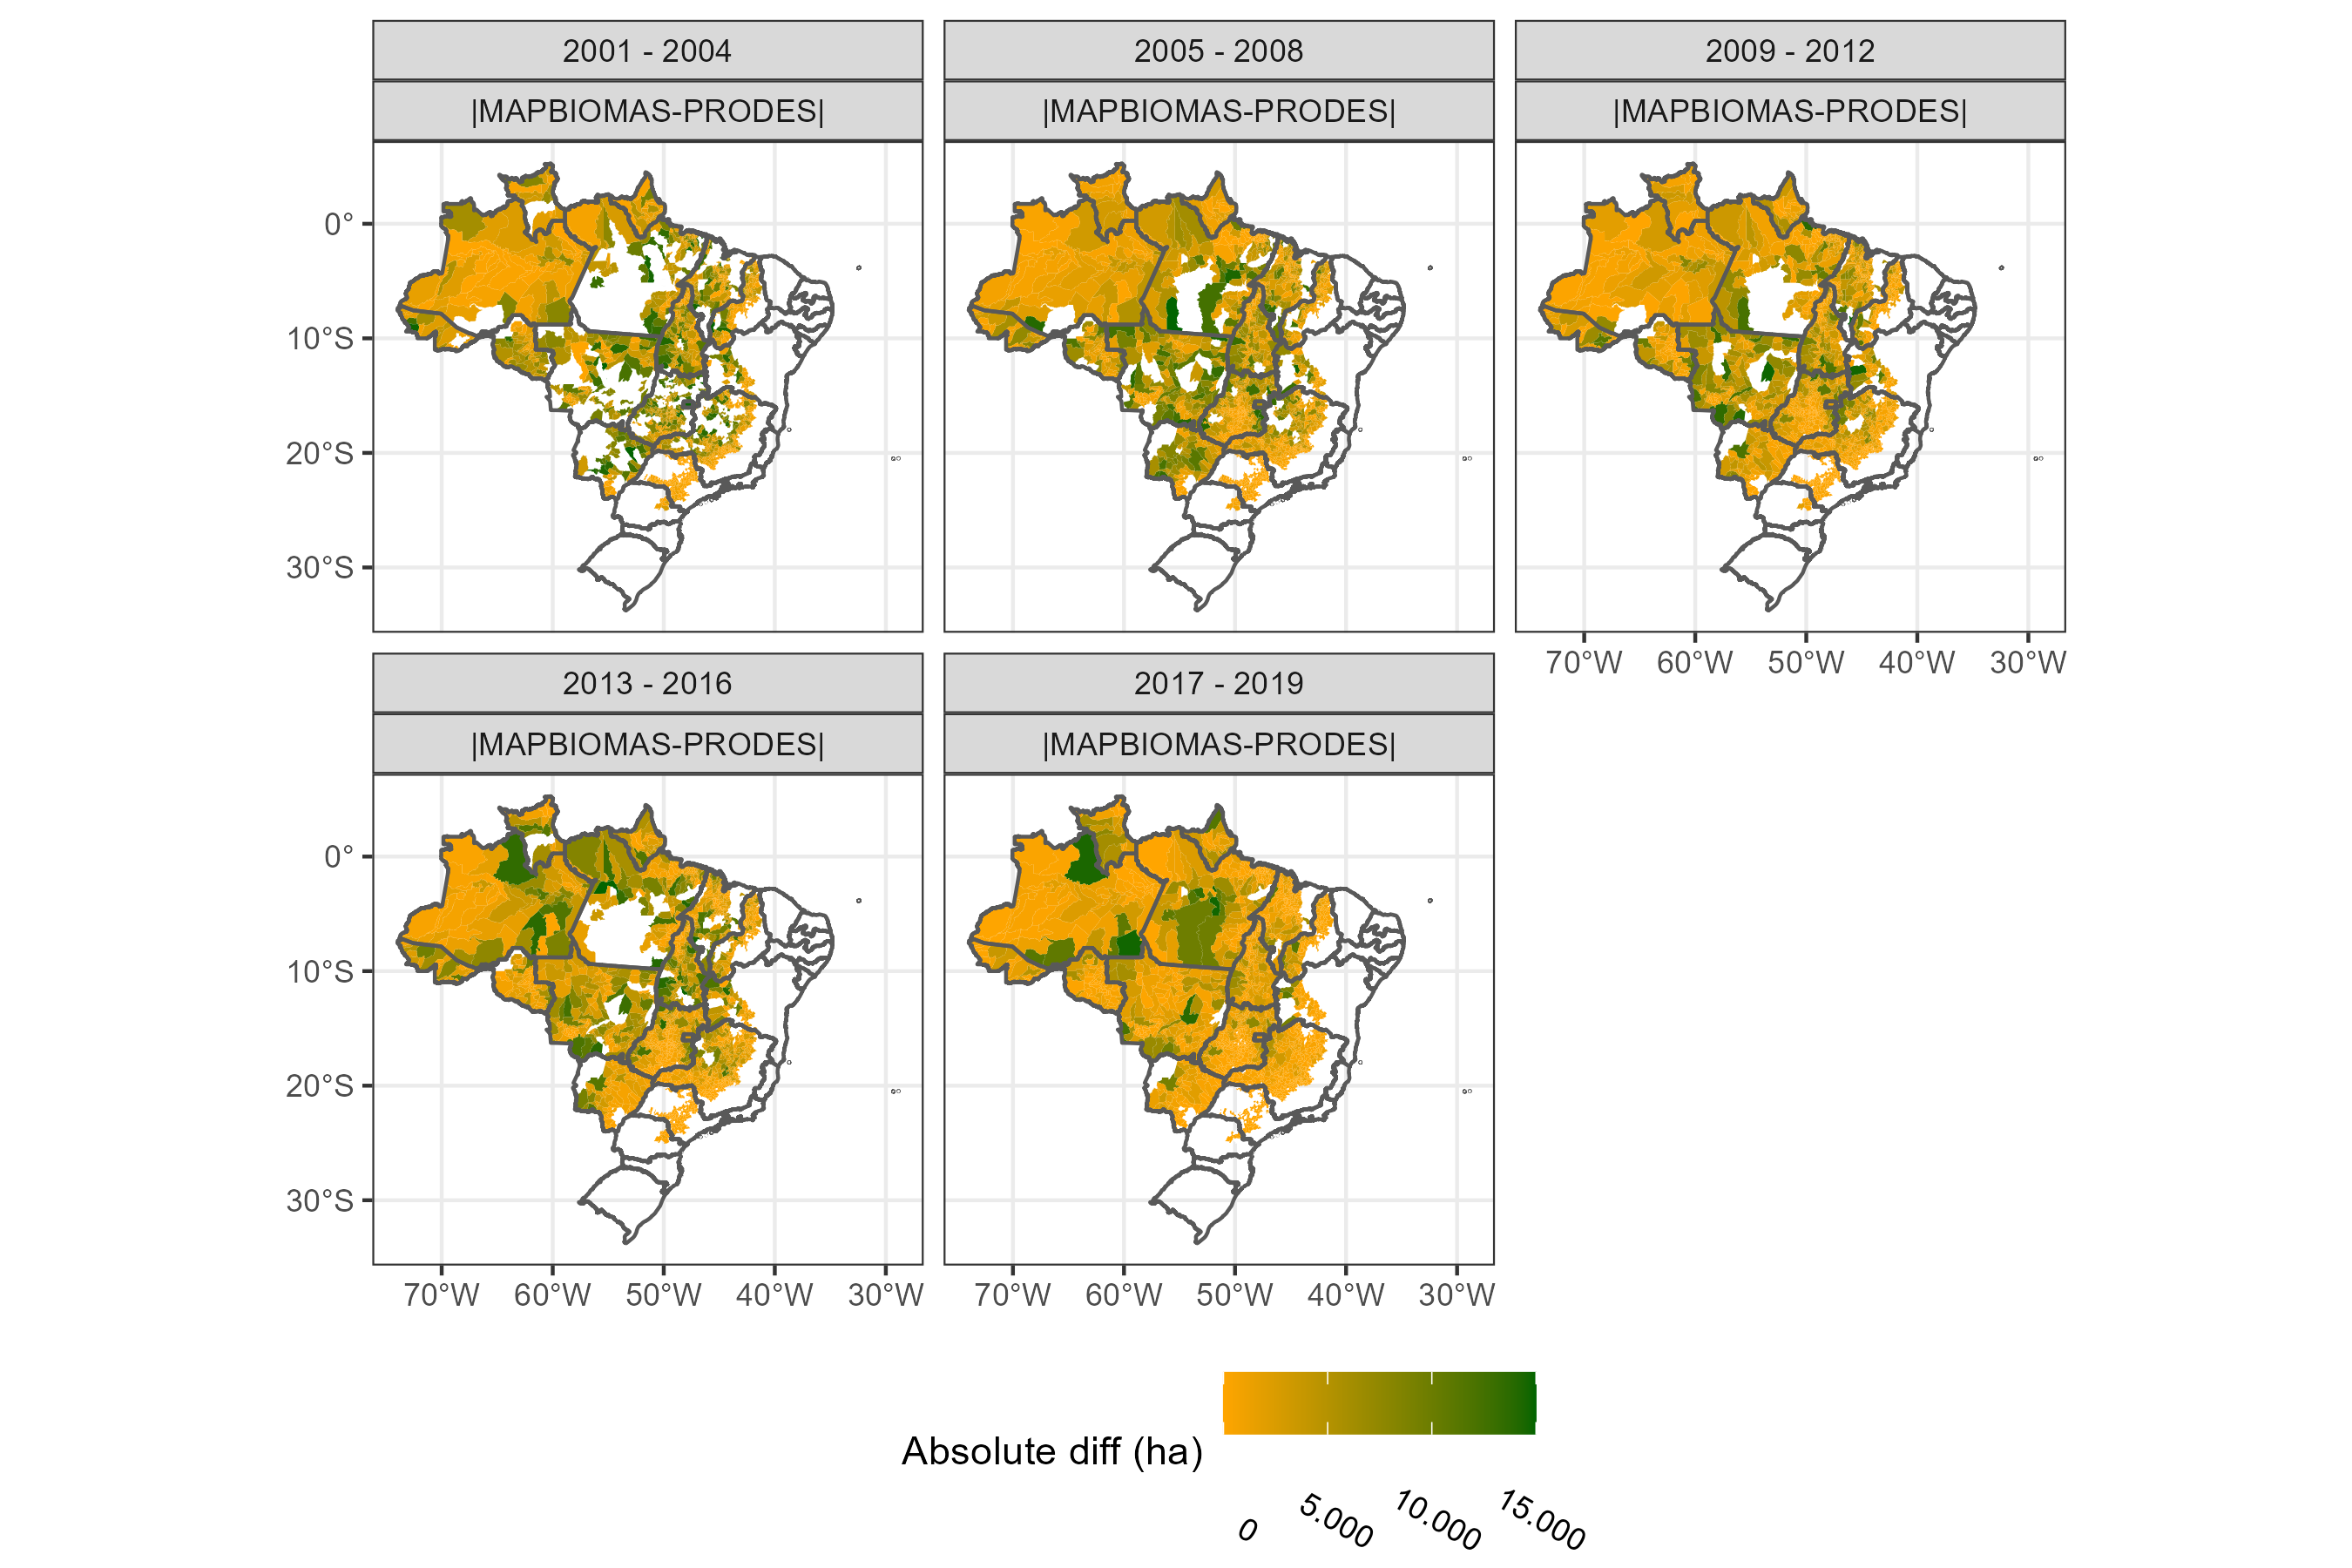 2001 - 2004
2005 - 2008
2009 - 2012
|MAPBIOMAS-PRODES|
|MAPBIOMAS-PRODES|
|MAPBIOMAS-PRODES|
0°
10°S
20°S
30°S
70°W
60°W
50°W
40°W
30°W
2013 - 2016
2017 - 2019
|MAPBIOMAS-PRODES|
|MAPBIOMAS-PRODES|
0°
10°S
20°S
30°S
70°W
60°W
50°W
40°W
30°W
70°W
60°W
50°W
40°W
30°W
Absolute diff (ha)
0
5.000
10.000
15.000